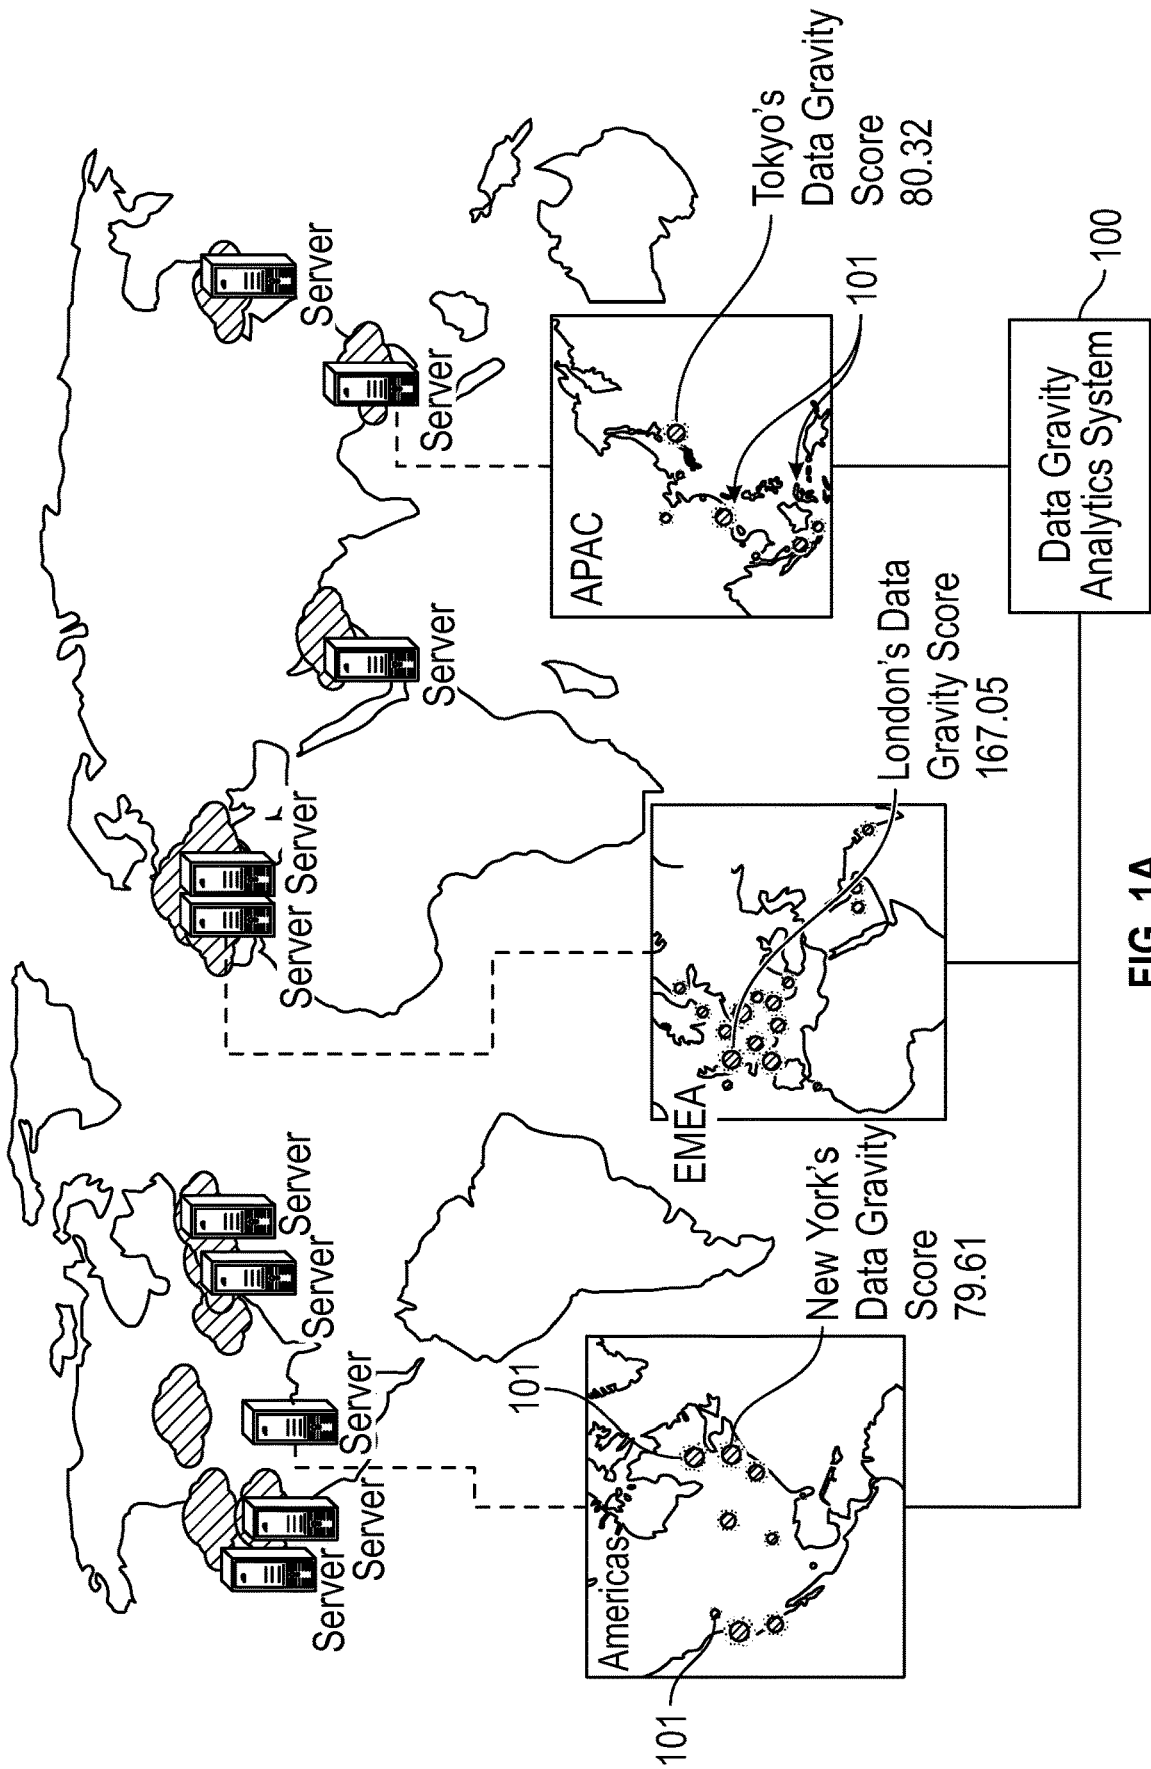 Server
Server Server
Server
Server
Server
Server
Server
Server
Server
101
APAC
Americas
101
EMEA
Tokyo's
Data Gravity
Score
80.32
New York's
Data Gravity
Score
79.61
101
London's Data
Gravity Score
167.05
100
Data Gravity
Analytics System
FIG. 1A